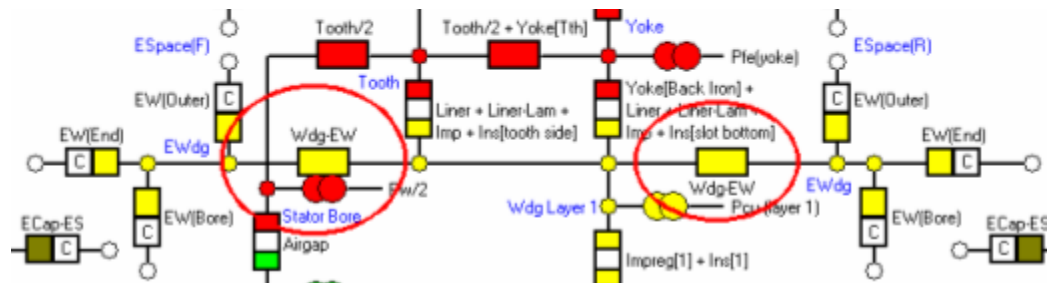 Tooth/2
Tooth/2 + Yoke[Tth]
Yoke
ESpace(F)
ESpace(R)
Pfe(yoke)
Tooth
Yoke[Back Iron] +
EW(Outer)
C
Liner + Liner-Lam +
Liner + Liner-Lam +
C
EW(Outer)
Imp + Ins[tooth side]
Imp + Ins[slot bottom]
EW(End)
Wdg-EW
EW(End)
C
EWdg
C
Wdg-EW
EWdg
EW(Bore)
C
Stator Bore
Wdg Layer 1
Pcu (layer 1)
EW(Bore)
C
ECap-ES
C
Airgap
Impreg[1] + Ins[1]
ECap-ES
C